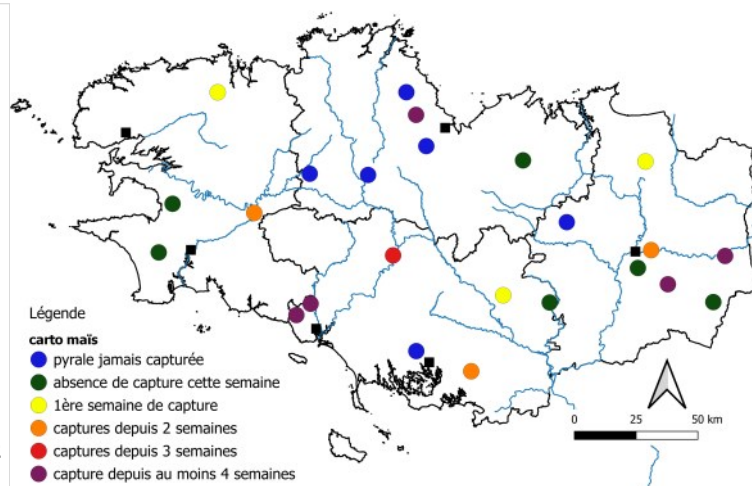 Légende
carto maïs
pyrale jamais capturée
absence de capture cette semaine
1ère semaine de capture
captures depuis 2 semaines
captures depuis 3 semaines
capture depuis au moins 4 semaines
0 25 50 km